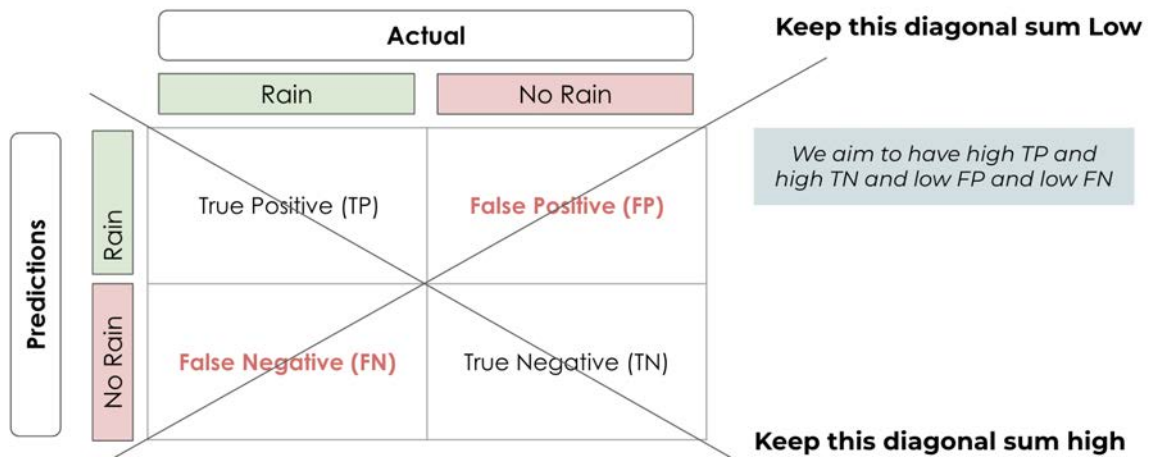 Actual
Keep this diagonal sum Low
Rain
No Rain
We aim to have high TP and
high TN and low FP and low FN
Predictions
Rain
True Positive (TP)
False Positive (FP)
No Rain
False Negative (FN)
True Negative (TN)
Keep this diagonal sum high